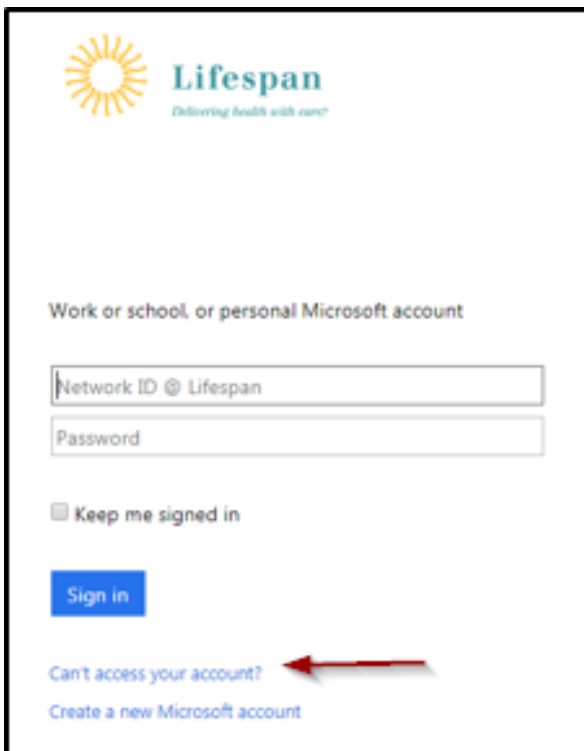 Lifespan
Delivering health with care®
Work or school, or personal Microsoft account
Network ID @ Lifespan
Password
Keep me signed in
Sign in
Can't access your account?
Create a new Microsoft account